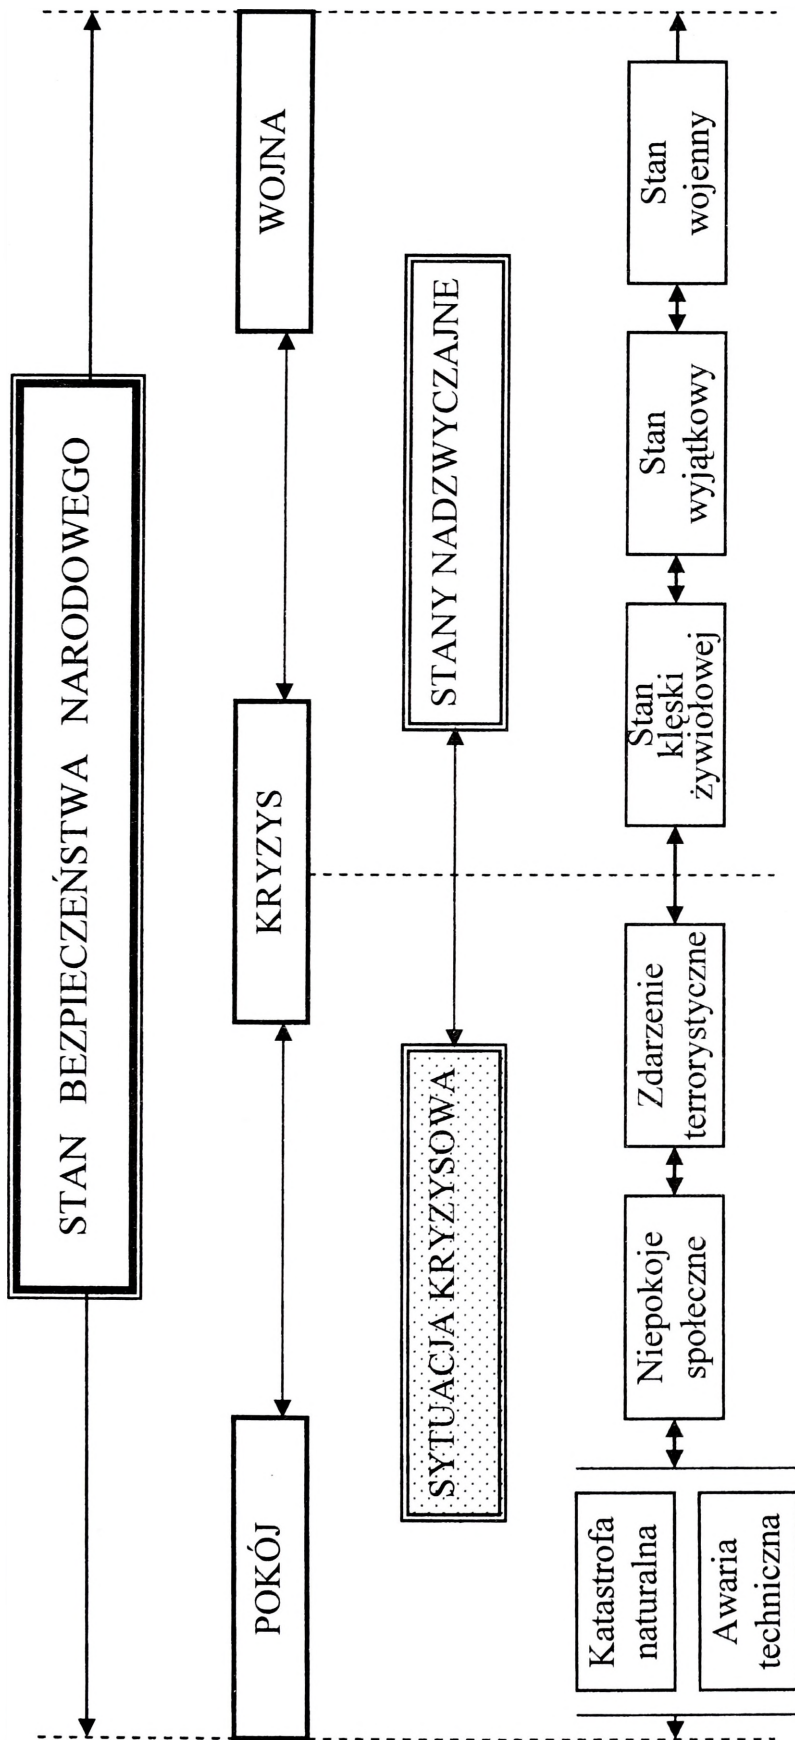 STAN BEZPIECZEŃSTWA NARODOWEGO
POKÓJ
KRYZYS
WOJNA
SYTUACJA KRYZYSOWA
STANY NADZWYCZAJNE
Katastrofa
naturalna
Awaria
techniczna
Niepokoje
społeczne
Zdarzenie
terrorystyczne
Stan
klęski
żywiołowej
Stan
wyjątkowy
Stan
wojenny